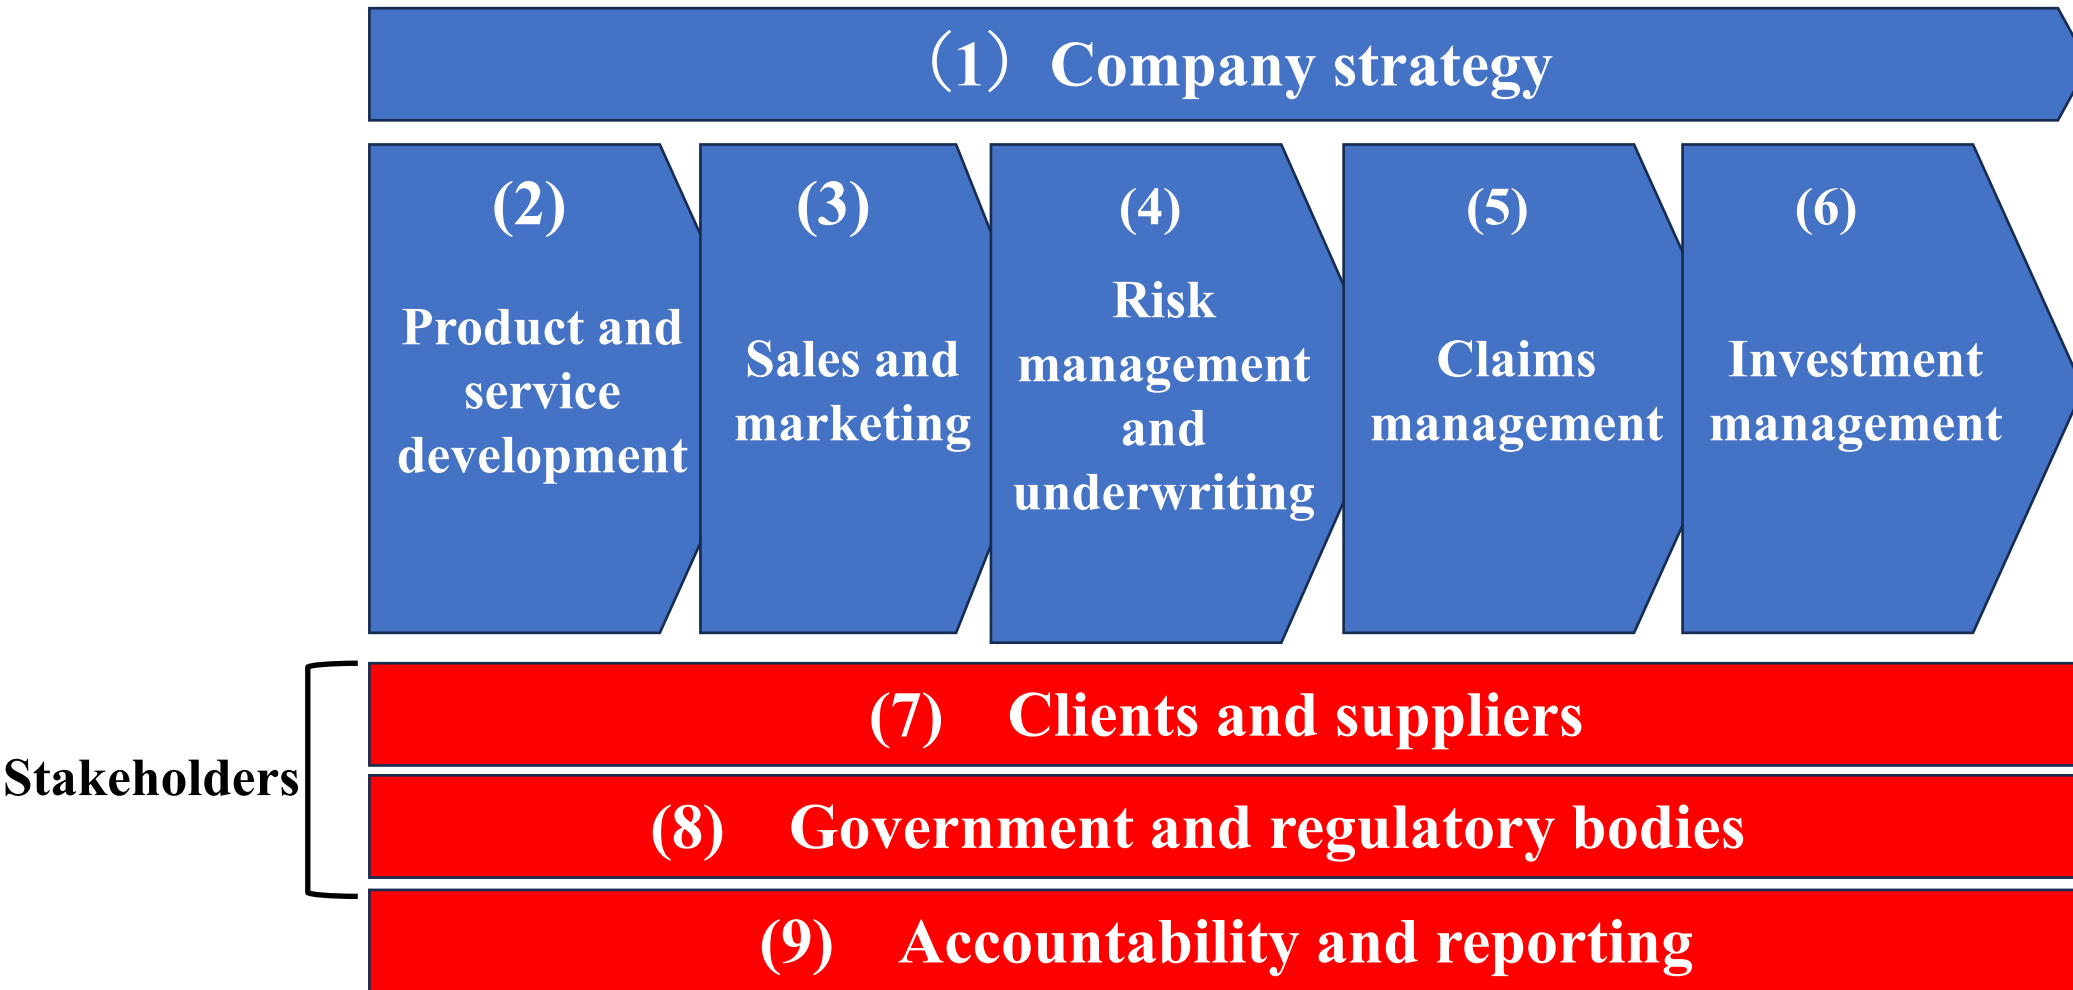 （1） Company strategy
(2)
Product and
service
development
(3)
Sales and
marketing
(4)
Risk
management
and
underwriting
(5)
Claims
management
(6)
Investment
management
Stakeholders
(7) Clients and suppliers
(8) Government and regulatory bodies
(9) Accountability and reporting